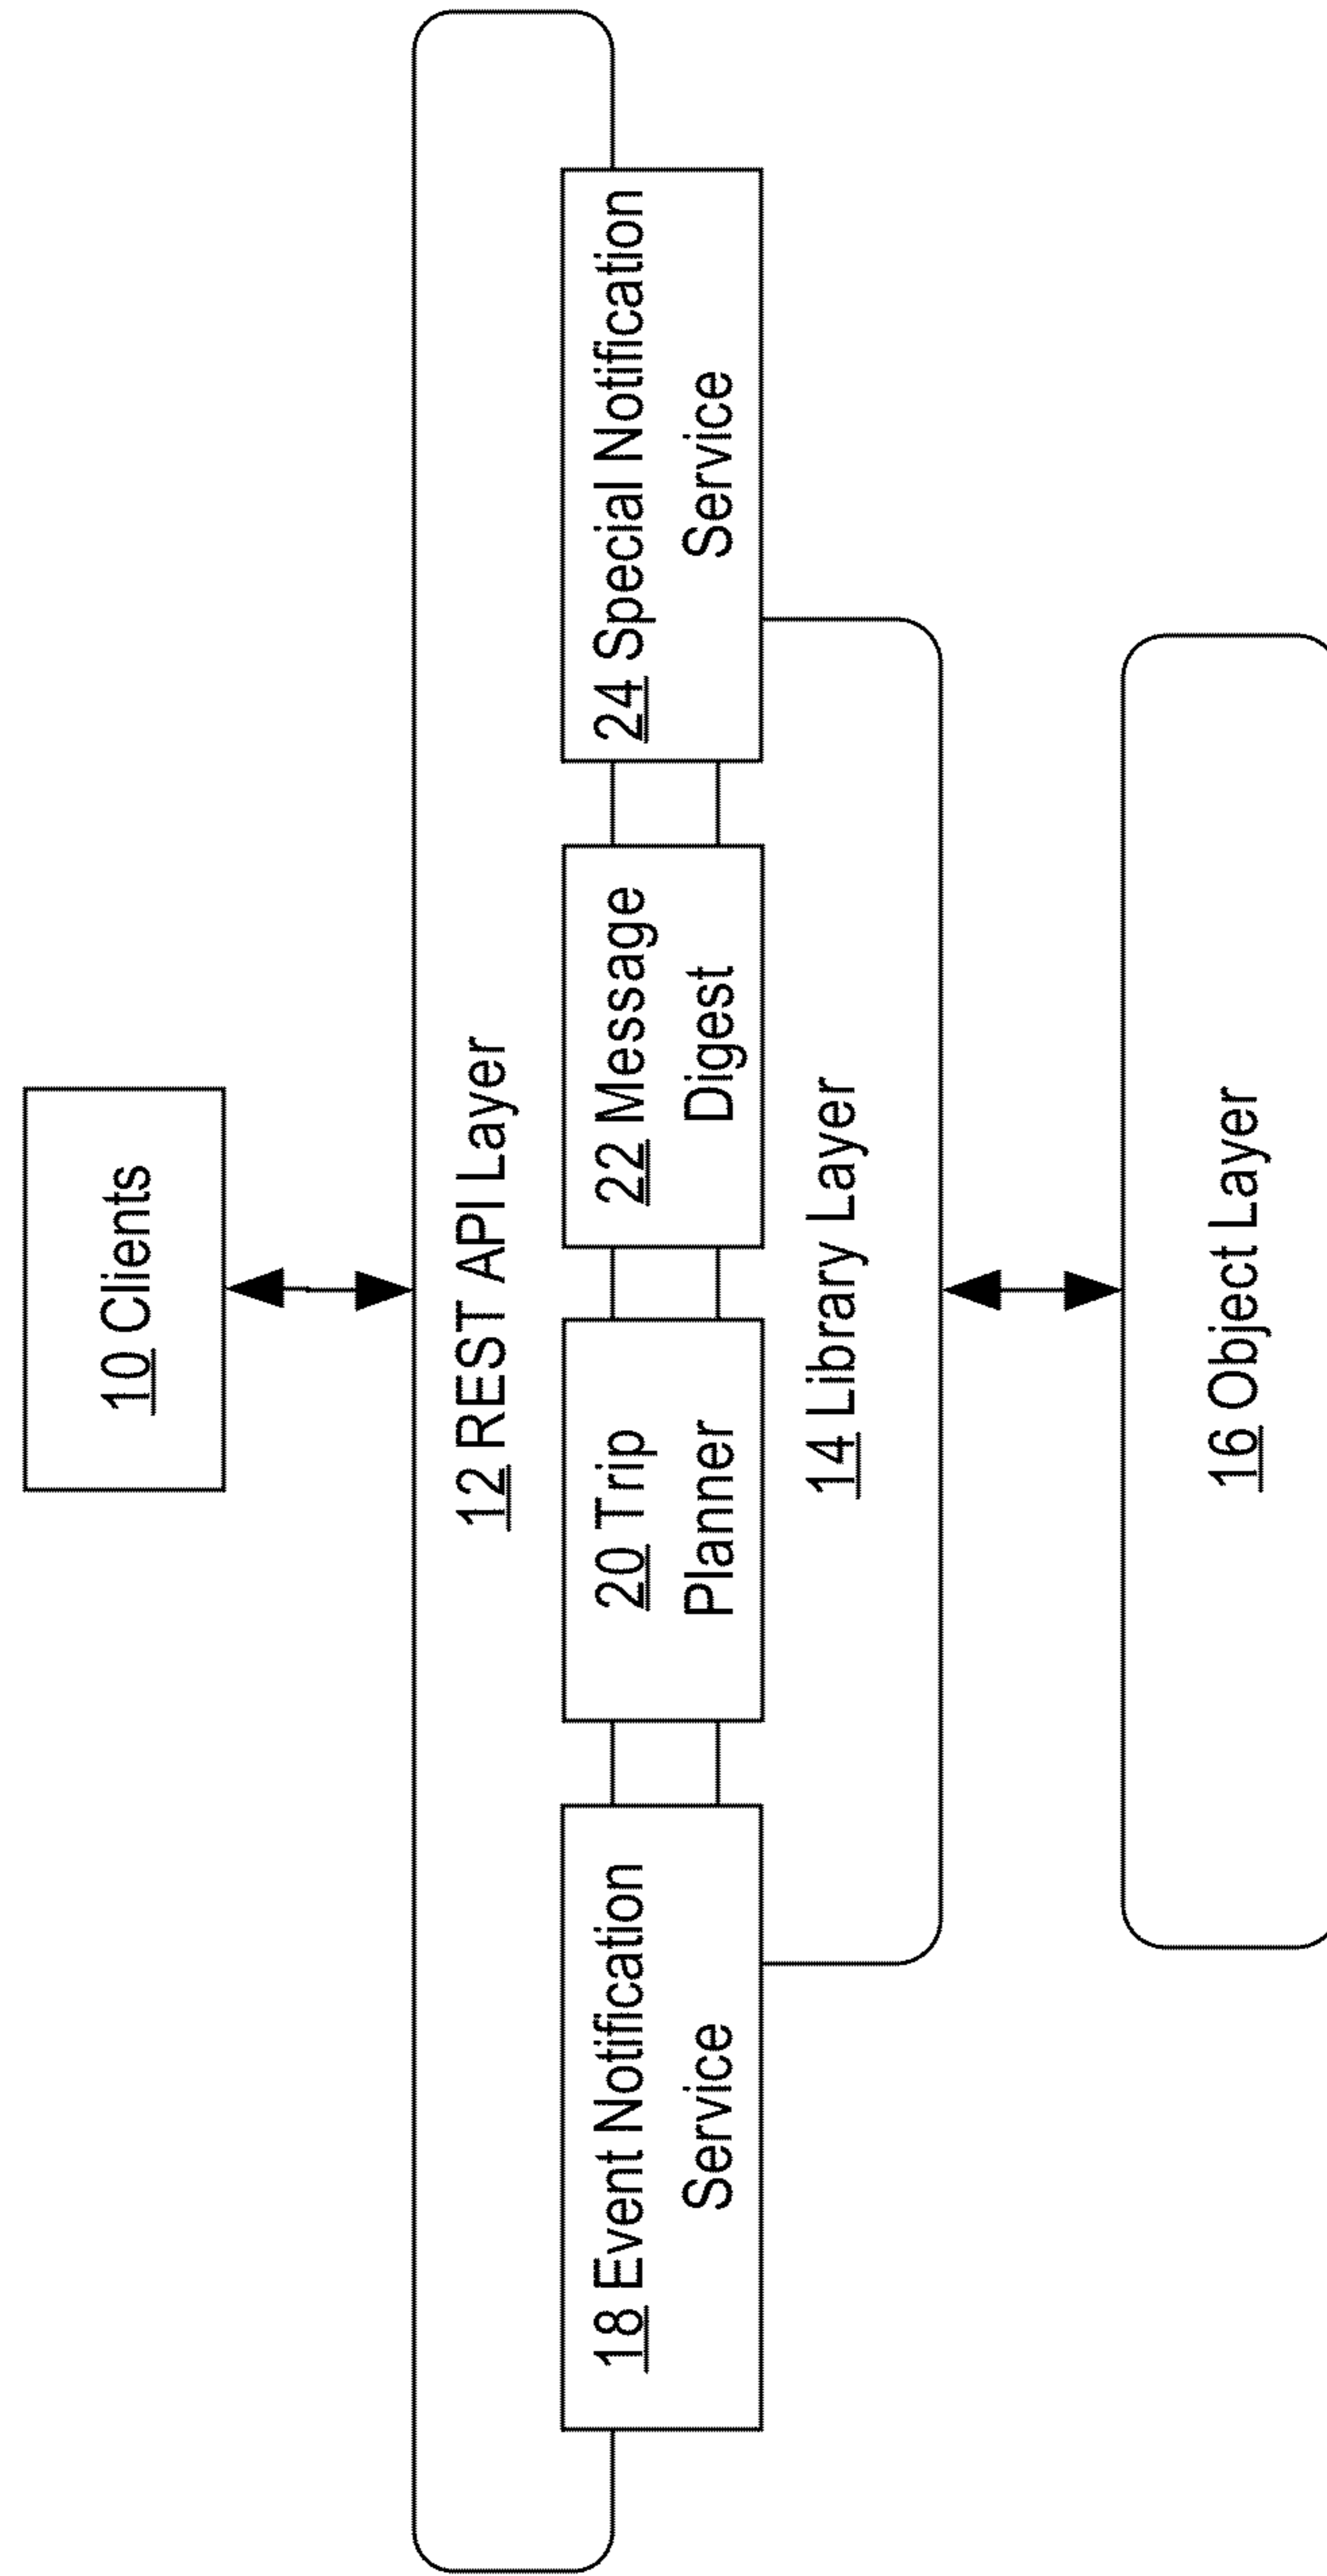 10 Clients
12 REST API Layer
18 Event Notification
Service
20 Trip
Planner
22 Message
Digest
24 Special Notification
Service
14 Library Layer
16 Object Layer